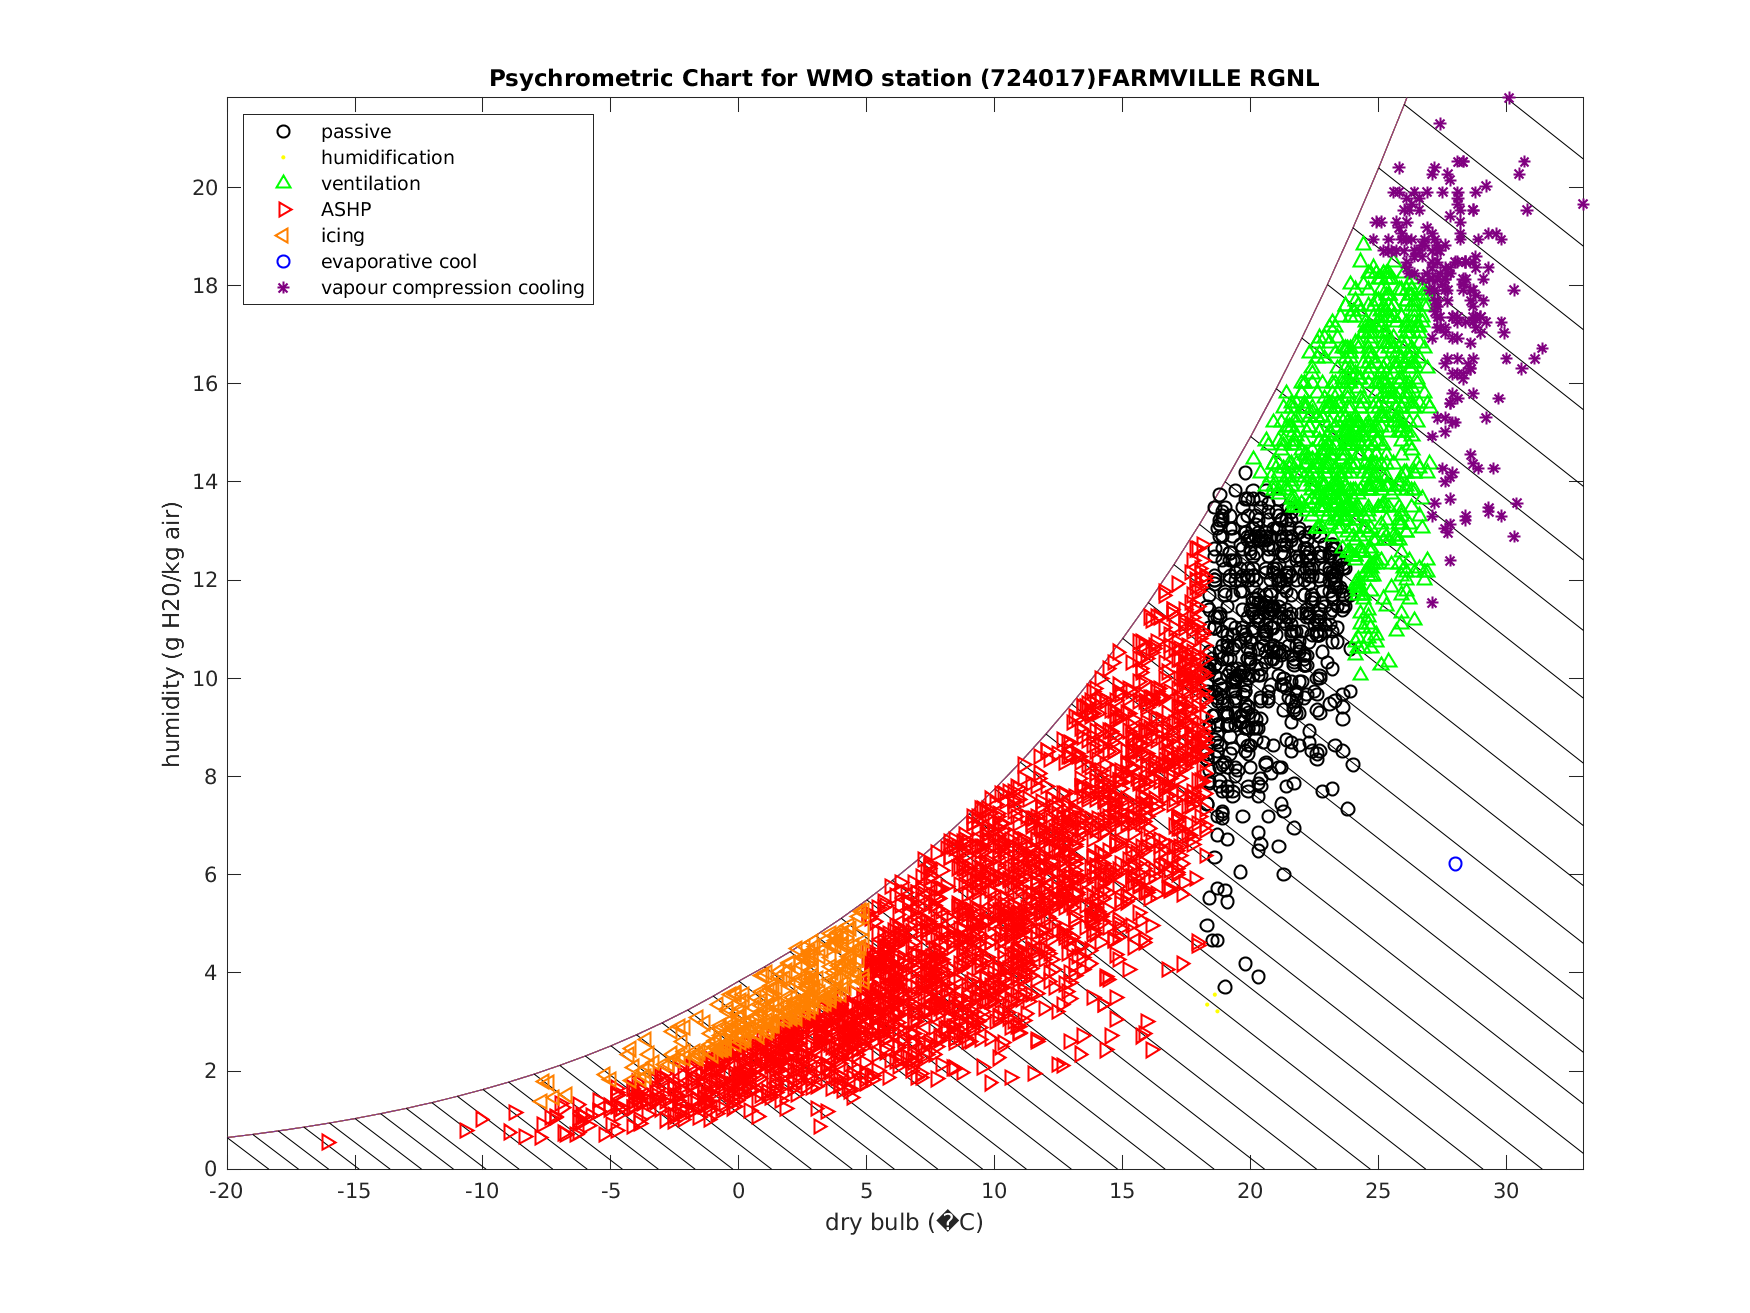 Psychrometric Chart for WMO station (724017)FARMVILLE RGNL
passive
humidification
ventilation
ASHP
icing
evaporative cool
vapour compression cooling
humidity (g H20/kg air)
20
18
16
14
12
10
8
6
4
2
0
-20 -15 -10 -5 0 5 10 15 20 25 30
dry bulb (�C)